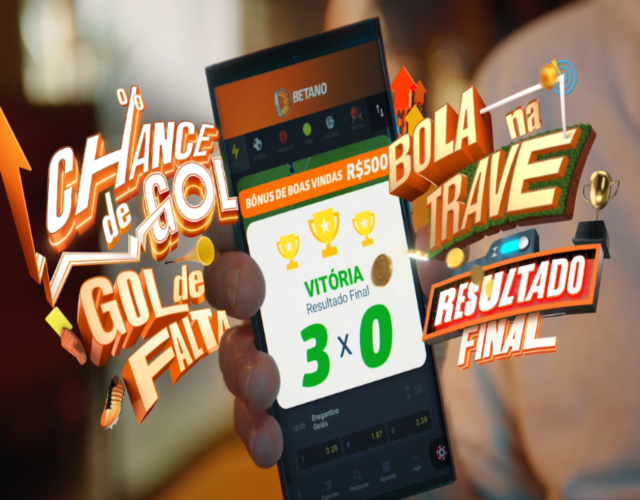 %
CHANCE
de GOL
GOL de
FALTA
BETANO
BÔNUS DE BOAS VINDAS R$500
VITÓRIA
Resultado Final
3 x 0
Bragantino
Goiás
3.28
1.87
2.39
BOLA na
TRAVE
RESULTADO
FINAL